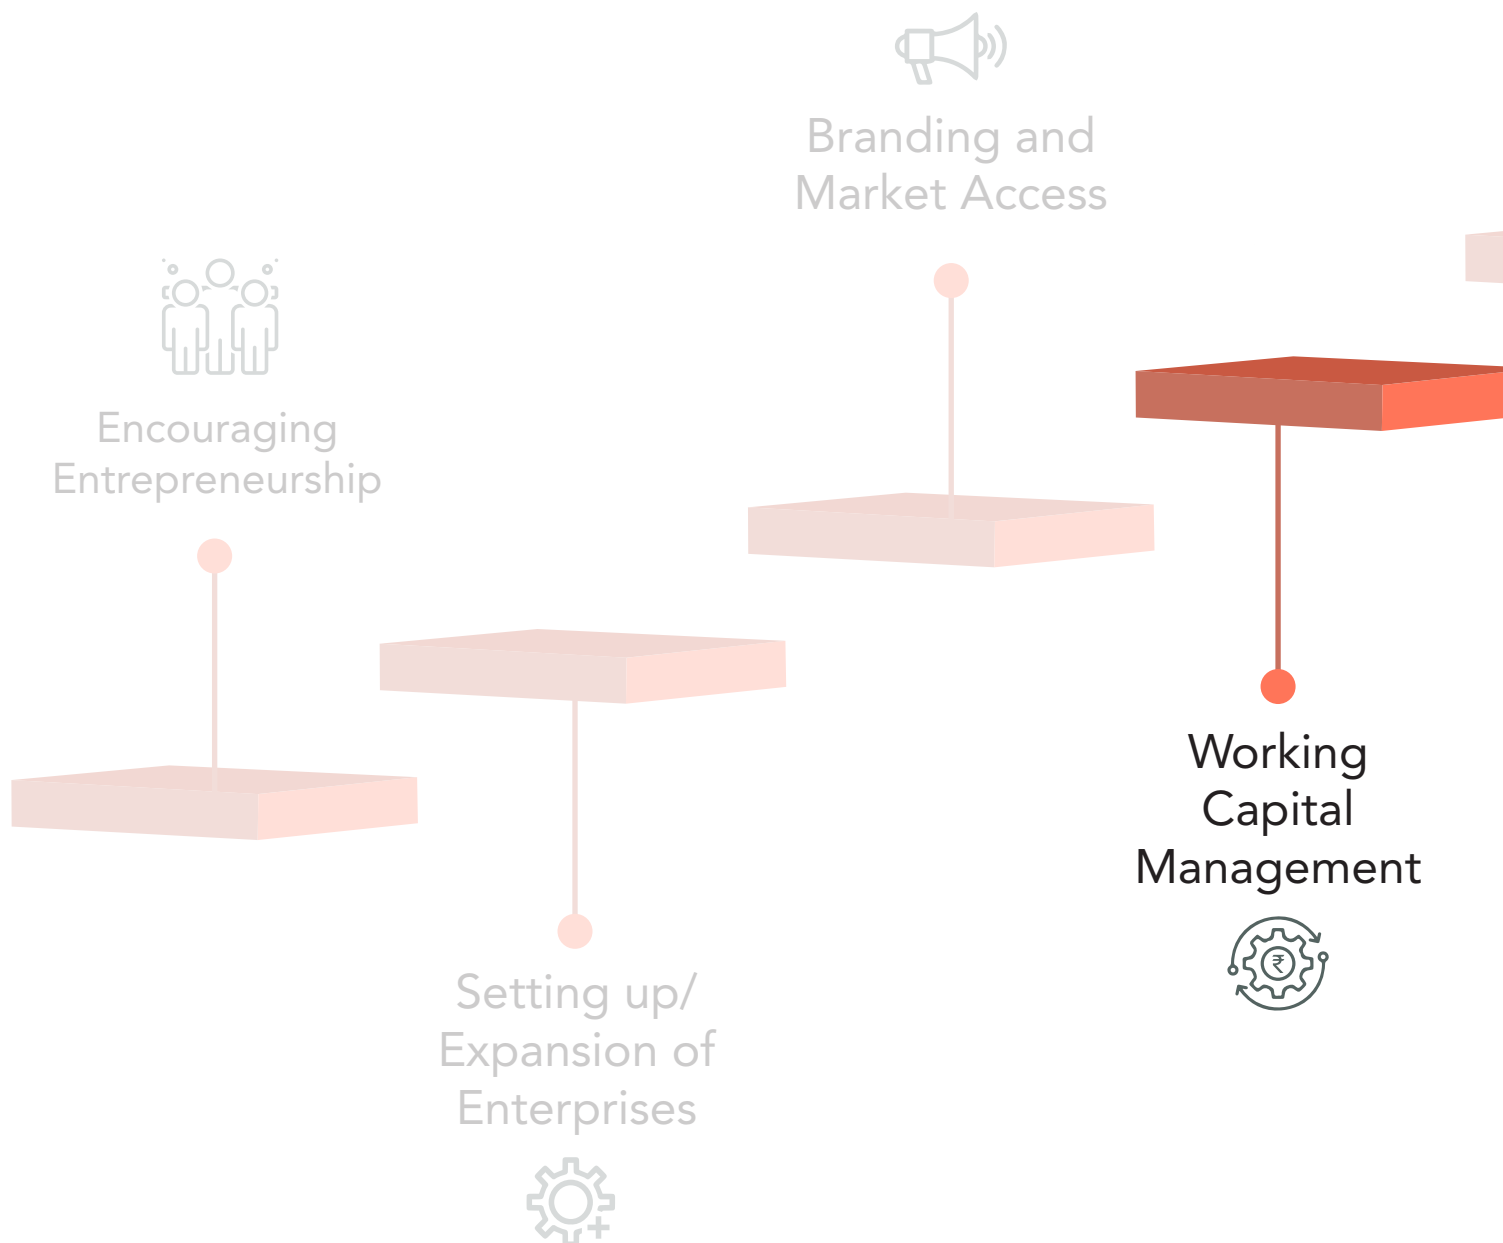 Branding and
Market Access
Encouraging
Entrepreneurship
Working
Capital
Management
₹
Setting up/
Expansion of
Enterprises